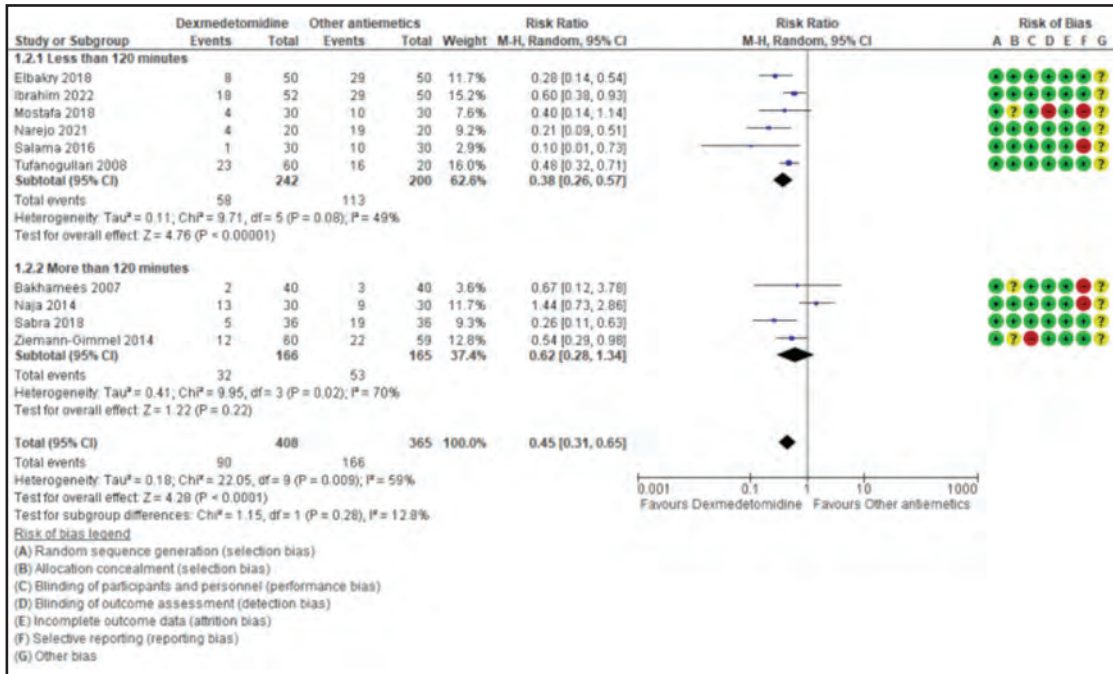 Dexmedetomidine Other antiemetics Risk Ratio Risk Ratio Risk of Bias
Study or Subgroup Events Total Events Total Weight M-H, Random, 95% CI M-H, Random, 95% CI A B C D E F G
1.2.1 Less than 120 minutes
Elbakry 2018 8 50 29 50 11.7% 0.28 [0.14, 0.54] + + + + + + ?
Ibrahim 2022 18 52 29 50 15.2% 0.60 [0.38, 0.93] + + + + + + ?
Mostafa 2018 4 30 10 30 7.6% 0.40 [0.14, 1.14] + ? + - + - ?
Narejo 2021 4 20 19 20 9.2% 0.21 [0.09, 0.51] + + + + + + ?
Salama 2016 1 30 10 30 2.9% 0.10 [0.01, 0.73] + + + + + - ?
Tufanogullari 2008 23 60 16 20 16.0% 0.48 [0.32, 0.71] + + + + + + ?
Subtotal (95% CI) 242 200 62.6% 0.38 [0.26, 0.57]
Total events 58 113
Heterogeneity: Tau² = 0.11; Chi² = 9.71, df = 5 (P = 0.08); I² = 49%
Test for overall effect: Z = 4.76 (P < 0.00001)
1.2.2 More than 120 minutes
Bakhamees 2007 2 40 3 40 3.6% 0.67 [0.12, 3.78] + ? + + + - ?
Naja 2014 13 30 9 30 11.7% 1.44 [0.73, 2.86] + + + + + - ?
Sabra 2018 5 36 19 36 9.3% 0.26 [0.11, 0.63] + + + + + + ?
Ziemann-Gimmel 2014 12 60 22 59 12.8% 0.54 [0.29, 0.98] + ? - + + + ?
Subtotal (95% CI) 166 165 37.4% 0.62 [0.28, 1.34]
Total events 32 53
Heterogeneity: Tau² = 0.41; Chi² = 9.95, df = 3 (P = 0.02); I² = 70%
Test for overall effect: Z = 1.22 (P = 0.22)
Total (95% CI) 408 365 100.0% 0.45 [0.31, 0.65]
Total events 90 166
Heterogeneity: Tau² = 0.18; Chi² = 22.05, df = 9 (P = 0.009); I² = 59%
Test for overall effect: Z = 4.28 (P < 0.0001)
Test for subgroup differences: Chi² = 1.15, df = 1 (P = 0.28), I² = 12.8%
0.001 0.1 1 10 1000
Favours Dexmedetomidine Favours Other antiemetics
Risk of bias legend
(A) Random sequence generation (selection bias)
(B) Allocation concealment (selection bias)
(C) Blinding of participants and personnel (performance bias)
(D) Blinding of outcome assessment (detection bias)
(E) Incomplete outcome data (attrition bias)
(F) Selective reporting (reporting bias)
(G) Other bias